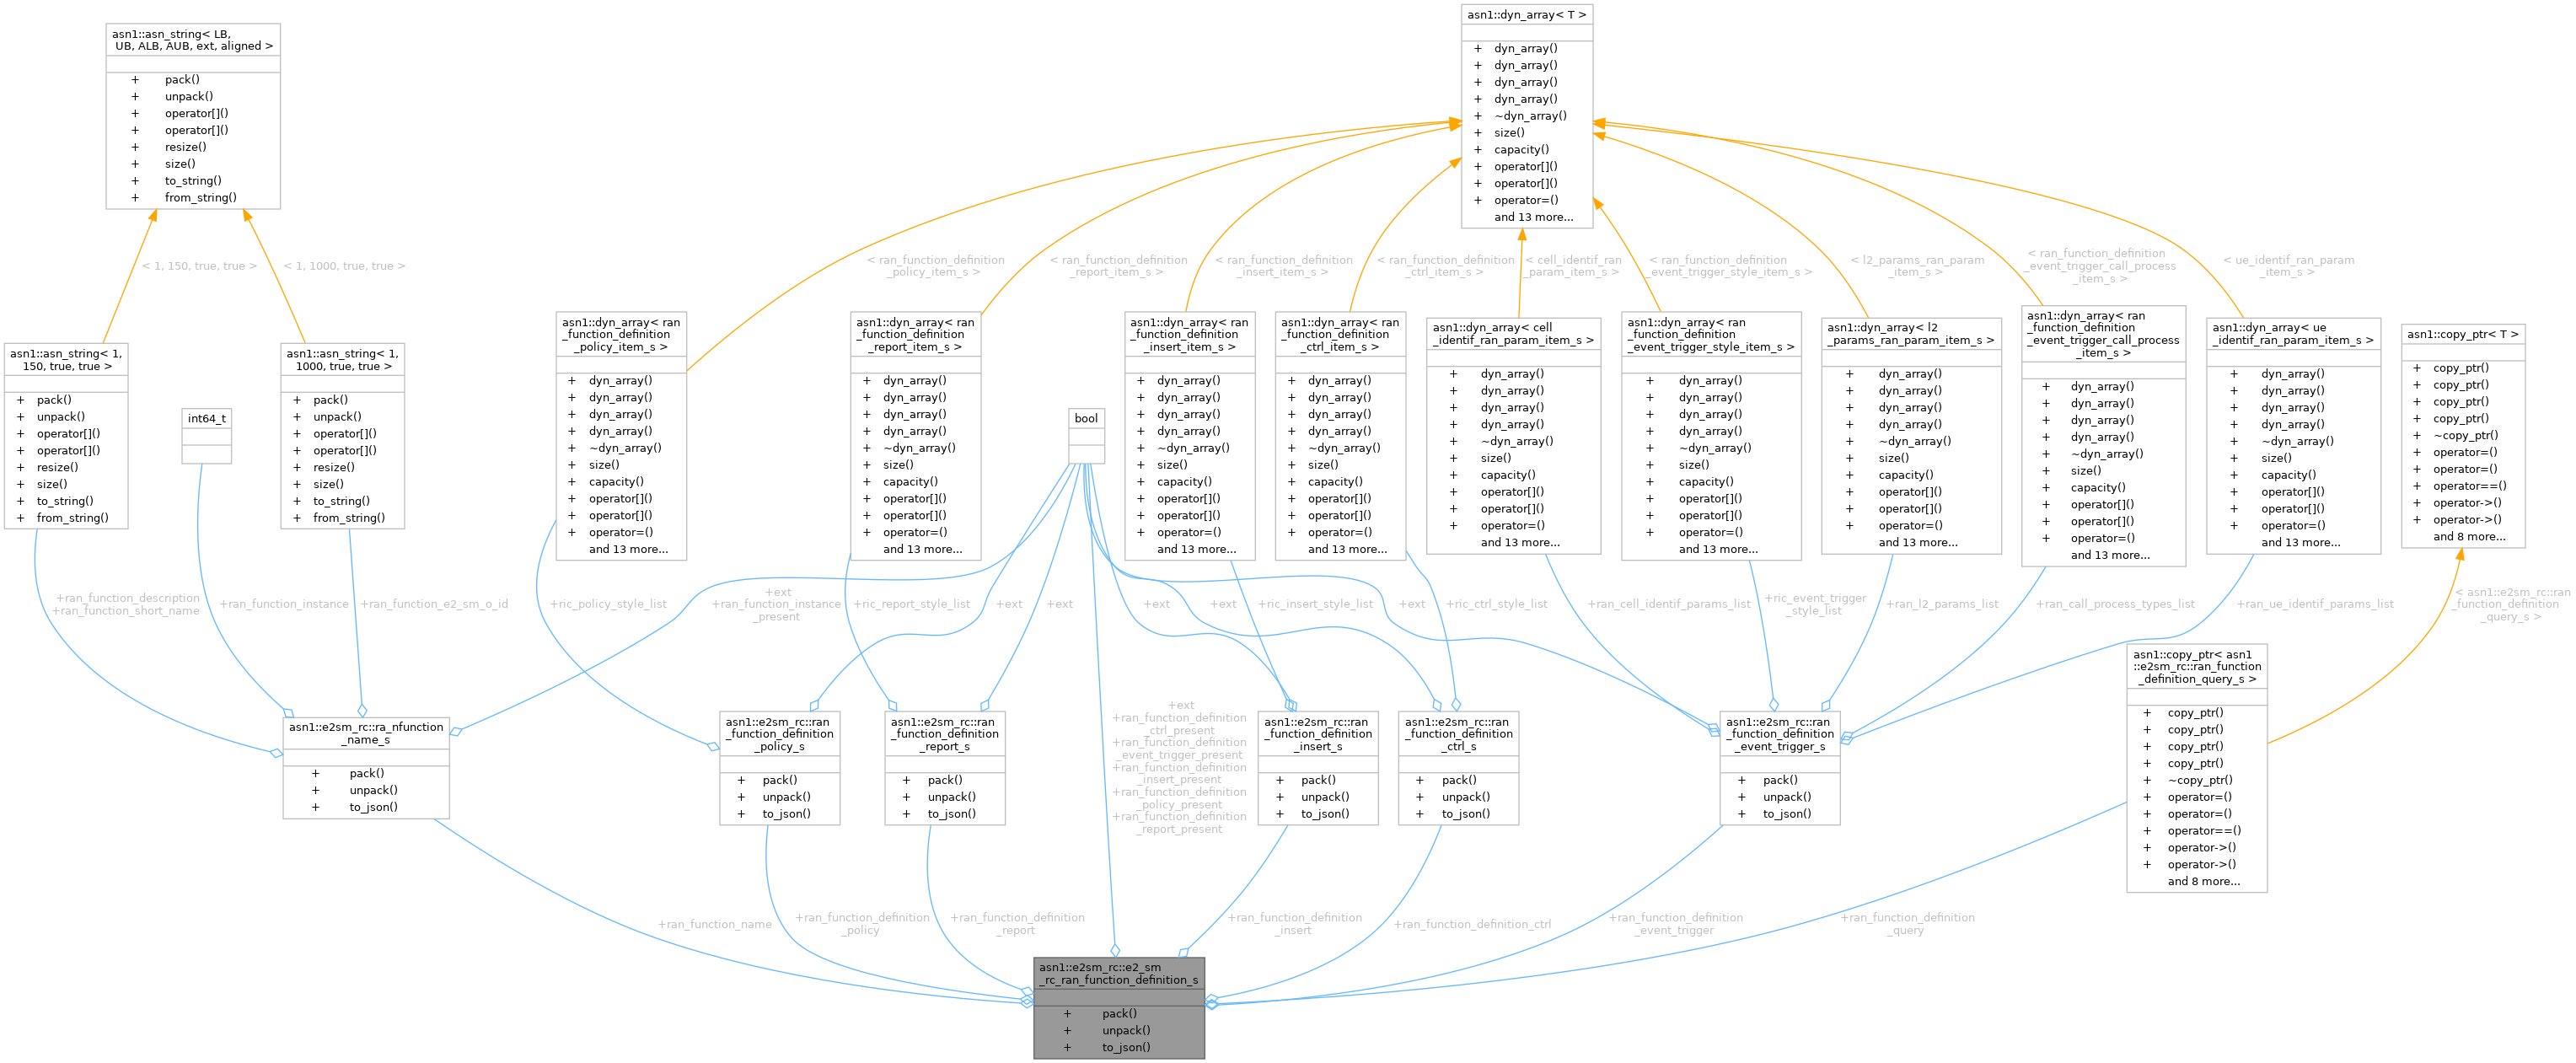 asn1::dyn_array< T >
+ dyn_array()
+ dyn_array()
+ dyn_array()
+ dyn_array()
+ ~dyn_array()
+ size()
+ capacity()
+ operator[]()
+ operator[]()
+ operator=()
and 13 more...
asn1::asn_string< LB,
UB, ALB, AUB, ext, aligned >
+ pack()
+ unpack()
+ operator[]()
+ operator[]()
+ resize()
+ size()
+ to_string()
+ from_string()
< 1, 150, true, true >
< 1, 1000, true, true >
< ran_function_definition
_policy_item_s >
< ran_function_definition
_report_item_s >
< ran_function_definition
_insert_item_s >
< ran_function_definition
_ctrl_item_s >
< cell_identif_ran
_param_item_s >
< ran_function_definition
_event_trigger_style_item_s >
< l2_params_ran_param
_item_s >
< ran_function_definition
_event_trigger_call_process
_item_s >
< ue_identif_ran_param
_item_s >
asn1::asn_string< 1,
150, true, true >
+ pack()
+ unpack()
+ operator[]()
+ operator[]()
+ resize()
+ size()
+ to_string()
+ from_string()
int64_t
asn1::asn_string< 1,
1000, true, true >
+ pack()
+ unpack()
+ operator[]()
+ operator[]()
+ resize()
+ size()
+ to_string()
+ from_string()
asn1::dyn_array< ran
_function_definition
_policy_item_s >
+ dyn_array()
+ dyn_array()
+ dyn_array()
+ dyn_array()
+ ~dyn_array()
+ size()
+ capacity()
+ operator[]()
+ operator[]()
+ operator=()
and 13 more...
asn1::dyn_array< ran
_function_definition
_report_item_s >
+ dyn_array()
+ dyn_array()
+ dyn_array()
+ dyn_array()
+ ~dyn_array()
+ size()
+ capacity()
+ operator[]()
+ operator[]()
+ operator=()
and 13 more...
bool
asn1::dyn_array< ran
_function_definition
_insert_item_s >
+ dyn_array()
+ dyn_array()
+ dyn_array()
+ dyn_array()
+ ~dyn_array()
+ size()
+ capacity()
+ operator[]()
+ operator[]()
+ operator=()
and 13 more...
asn1::dyn_array< ran
_function_definition
_ctrl_item_s >
+ dyn_array()
+ dyn_array()
+ dyn_array()
+ dyn_array()
+ ~dyn_array()
+ size()
+ capacity()
+ operator[]()
+ operator[]()
+ operator=()
and 13 more...
asn1::dyn_array< cell
_identif_ran_param_item_s >
+ dyn_array()
+ dyn_array()
+ dyn_array()
+ dyn_array()
+ ~dyn_array()
+ size()
+ capacity()
+ operator[]()
+ operator[]()
+ operator=()
and 13 more...
asn1::dyn_array< ran
_function_definition
_event_trigger_style_item_s >
+ dyn_array()
+ dyn_array()
+ dyn_array()
+ dyn_array()
+ ~dyn_array()
+ size()
+ capacity()
+ operator[]()
+ operator[]()
+ operator=()
and 13 more...
asn1::dyn_array< l2
_params_ran_param_item_s >
+ dyn_array()
+ dyn_array()
+ dyn_array()
+ dyn_array()
+ ~dyn_array()
+ size()
+ capacity()
+ operator[]()
+ operator[]()
+ operator=()
and 13 more...
asn1::dyn_array< ran
_function_definition
_event_trigger_call_process
_item_s >
+ dyn_array()
+ dyn_array()
+ dyn_array()
+ dyn_array()
+ ~dyn_array()
+ size()
+ capacity()
+ operator[]()
+ operator[]()
+ operator=()
and 13 more...
asn1::dyn_array< ue
_identif_ran_param_item_s >
+ dyn_array()
+ dyn_array()
+ dyn_array()
+ dyn_array()
+ ~dyn_array()
+ size()
+ capacity()
+ operator[]()
+ operator[]()
+ operator=()
and 13 more...
asn1::copy_ptr< T >
+ copy_ptr()
+ copy_ptr()
+ copy_ptr()
+ copy_ptr()
+ ~copy_ptr()
+ operator=()
+ operator=()
+ operator==()
+ operator->()
+ operator->()
and 8 more...
+ran_function_description
+ran_function_short_name
+ran_function_instance
+ran_function_e2_sm_o_id
+ric_policy_style_list
+ext
+ran_function_instance
_present
+ric_report_style_list
+ext
+ext
+ext
+ext
+ric_insert_style_list
+ext
+ric_ctrl_style_list
+ran_cell_identif_params_list
+ric_event_trigger
_style_list
+ran_l2_params_list
+ran_call_process_types_list
+ran_ue_identif_params_list
< asn1::e2sm_rc::ran
_function_definition
_query_s >
asn1::e2sm_rc::ra_nfunction
_name_s
+ pack()
+ unpack()
+ to_json()
asn1::e2sm_rc::ran
_function_definition
_policy_s
+ pack()
+ unpack()
+ to_json()
asn1::e2sm_rc::ran
_function_definition
_report_s
+ pack()
+ unpack()
+ to_json()
+ext
+ran_function_definition
_ctrl_present
+ran_function_definition
_event_trigger_present
+ran_function_definition
_insert_present
+ran_function_definition
_policy_present
+ran_function_definition
_report_present
asn1::e2sm_rc::ran
_function_definition
_insert_s
+ pack()
+ unpack()
+ to_json()
asn1::e2sm_rc::ran
_function_definition
_ctrl_s
+ pack()
+ unpack()
+ to_json()
asn1::e2sm_rc::ran
_function_definition
_event_trigger_s
+ pack()
+ unpack()
+ to_json()
asn1::copy_ptr< asn1
::e2sm_rc::ran_function
_definition_query_s >
+ copy_ptr()
+ copy_ptr()
+ copy_ptr()
+ copy_ptr()
+ ~copy_ptr()
+ operator=()
+ operator=()
+ operator==()
+ operator->()
+ operator->()
and 8 more...
+ran_function_name
+ran_function_definition
_policy
+ran_function_definition
_report
+ran_function_definition
_insert
+ran_function_definition_ctrl
+ran_function_definition
_event_trigger
+ran_function_definition
_query
asn1::e2sm_rc::e2_sm
_rc_ran_function_definition_s
+ pack()
+ unpack()
+ to_json()